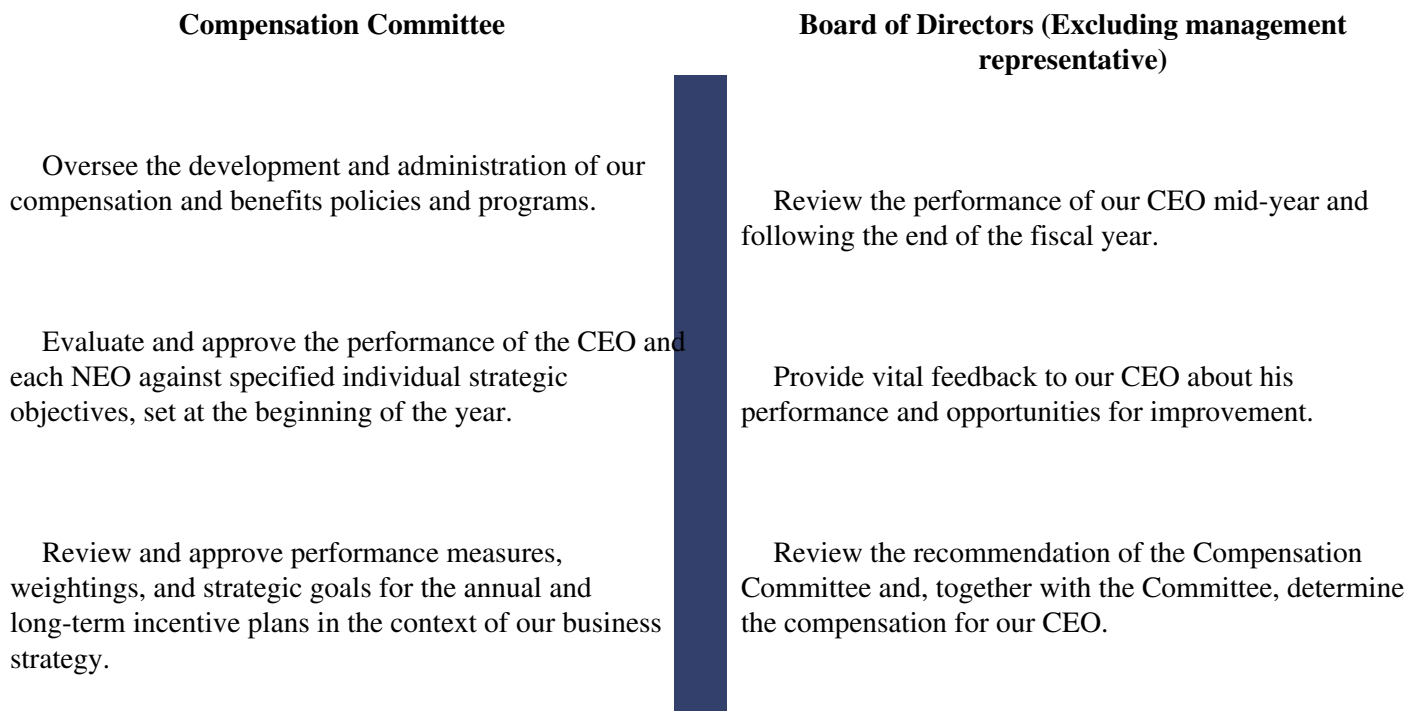 Compensation Committee
Oversee the development and administration of our
compensation and benefits policies and programs.
Evaluate and approve the performance of the CEO and
each NEO against specified individual strategic
objectives, set at the beginning of the year.
Review and approve performance measures,
weightings, and strategic goals for the annual and
long-term incentive plans in the context of our business
strategy.
Board of Directors (Excluding management
representative)
Review the performance of our CEO mid-year and
following the end of the fiscal year.
Provide vital feedback to our CEO about his
performance and opportunities for improvement.
Review the recommendation of the Compensation
Committee and, together with the Committee, determine
the compensation for our CEO.